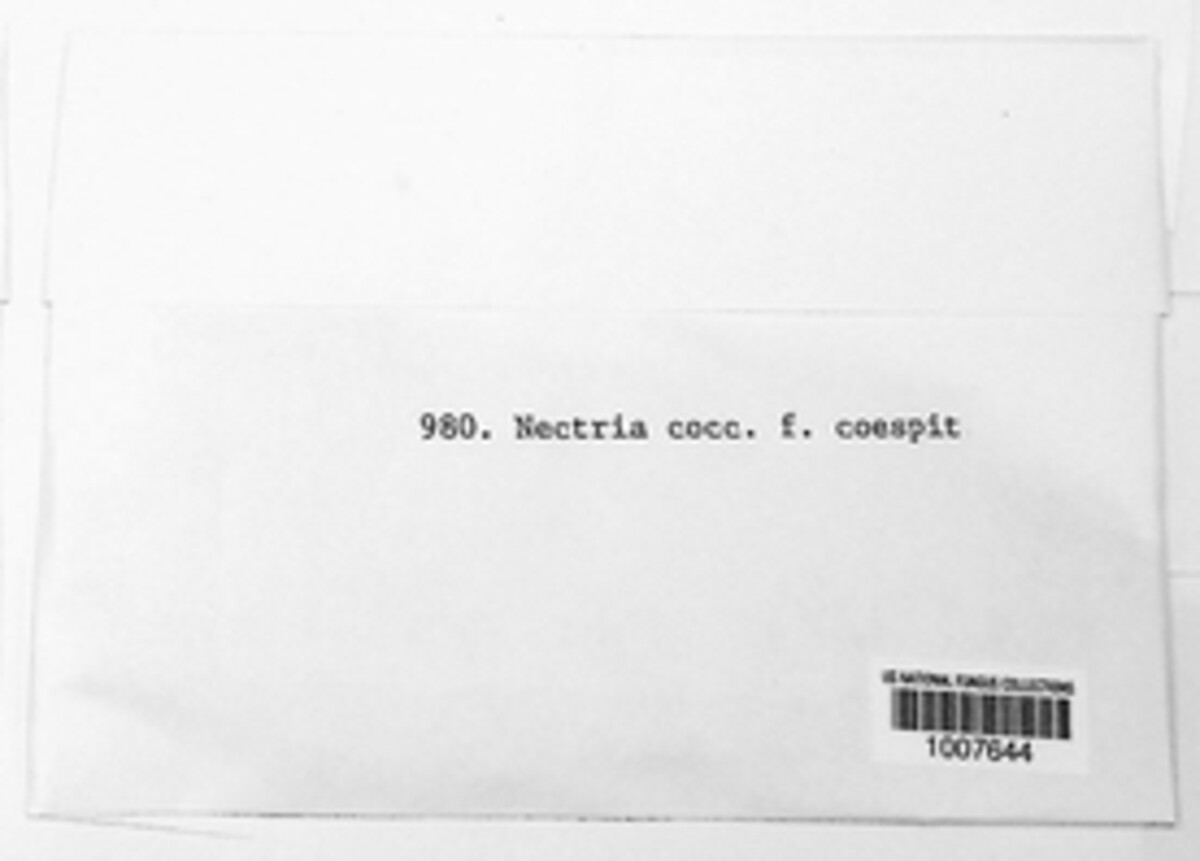 980. Nectria cocc. f. coespit
US NATIONAL FUNGUS COLLECTIONS
1007644